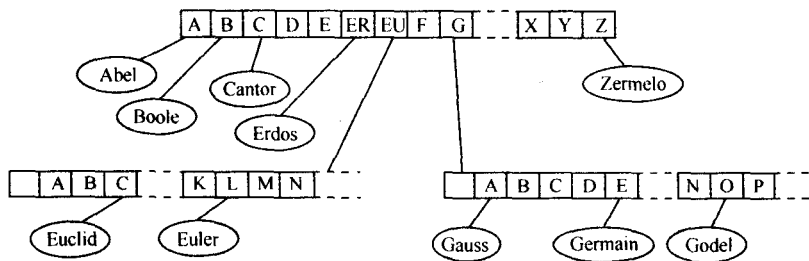 A B C D E ER EU F G X Y Z
Abel
Boole
Cantor
Erdos
Zermelo
A B C K L M N
A B C D E N O P
Euclid
Euler
Gauss
Germain
Godel